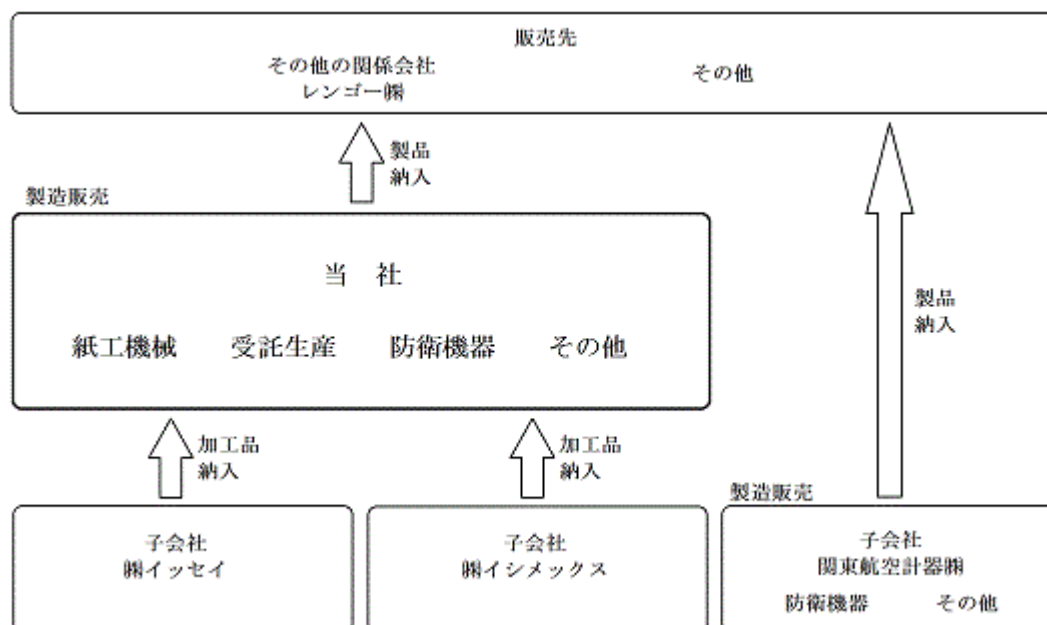 販売先
その他の関係会社
レンゴー㈱
その他
製品
納入
製造販売
当 社
紙工機械 受託生産 防衛機器 その他
製品
納入
加工品
納入
加工品
納入
製造販売
子会社
㈱イッセイ
子会社
㈱イシメックス
子会社
関東航空計器㈱
防衛機器 その他